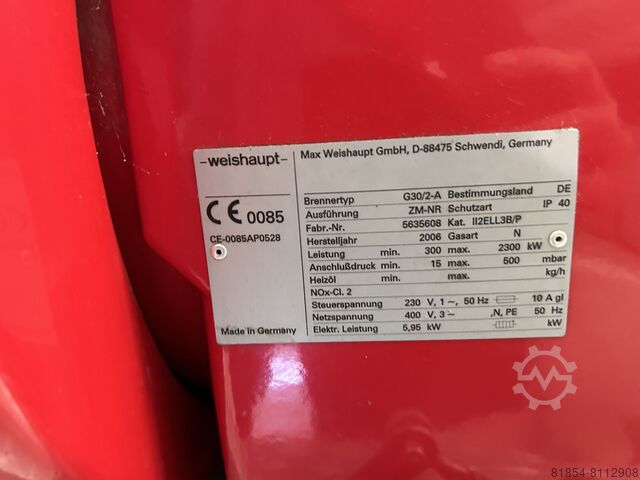 -weishaupt-
Max Weishaupt GmbH, D-88475 Schwendi, Germany
CE 0085
CE-0085AP0528
Made in Germany
Brennertyp G30/2-A Bestimmungsland DE
Ausführung ZM-NR Schutzart IP 40
Fabr.-Nr. 5635608 Kat. II2ELL3B/P
Herstelljahr 2006 Gasart N
Leistung min. 300 max. 2300 kW
Anschlußdruck min. 15 max. 500 mbar
Heizöl min. max. kg/h
NOx-Cl. 2
Steuerspannung 230 V, 1 ~, 50 Hz 10 A gl
Netzspannung 400 V, 3 ~ ,N, PE 50 Hz
Elektr. Leistung 5,95 kW kW
81854-8112908